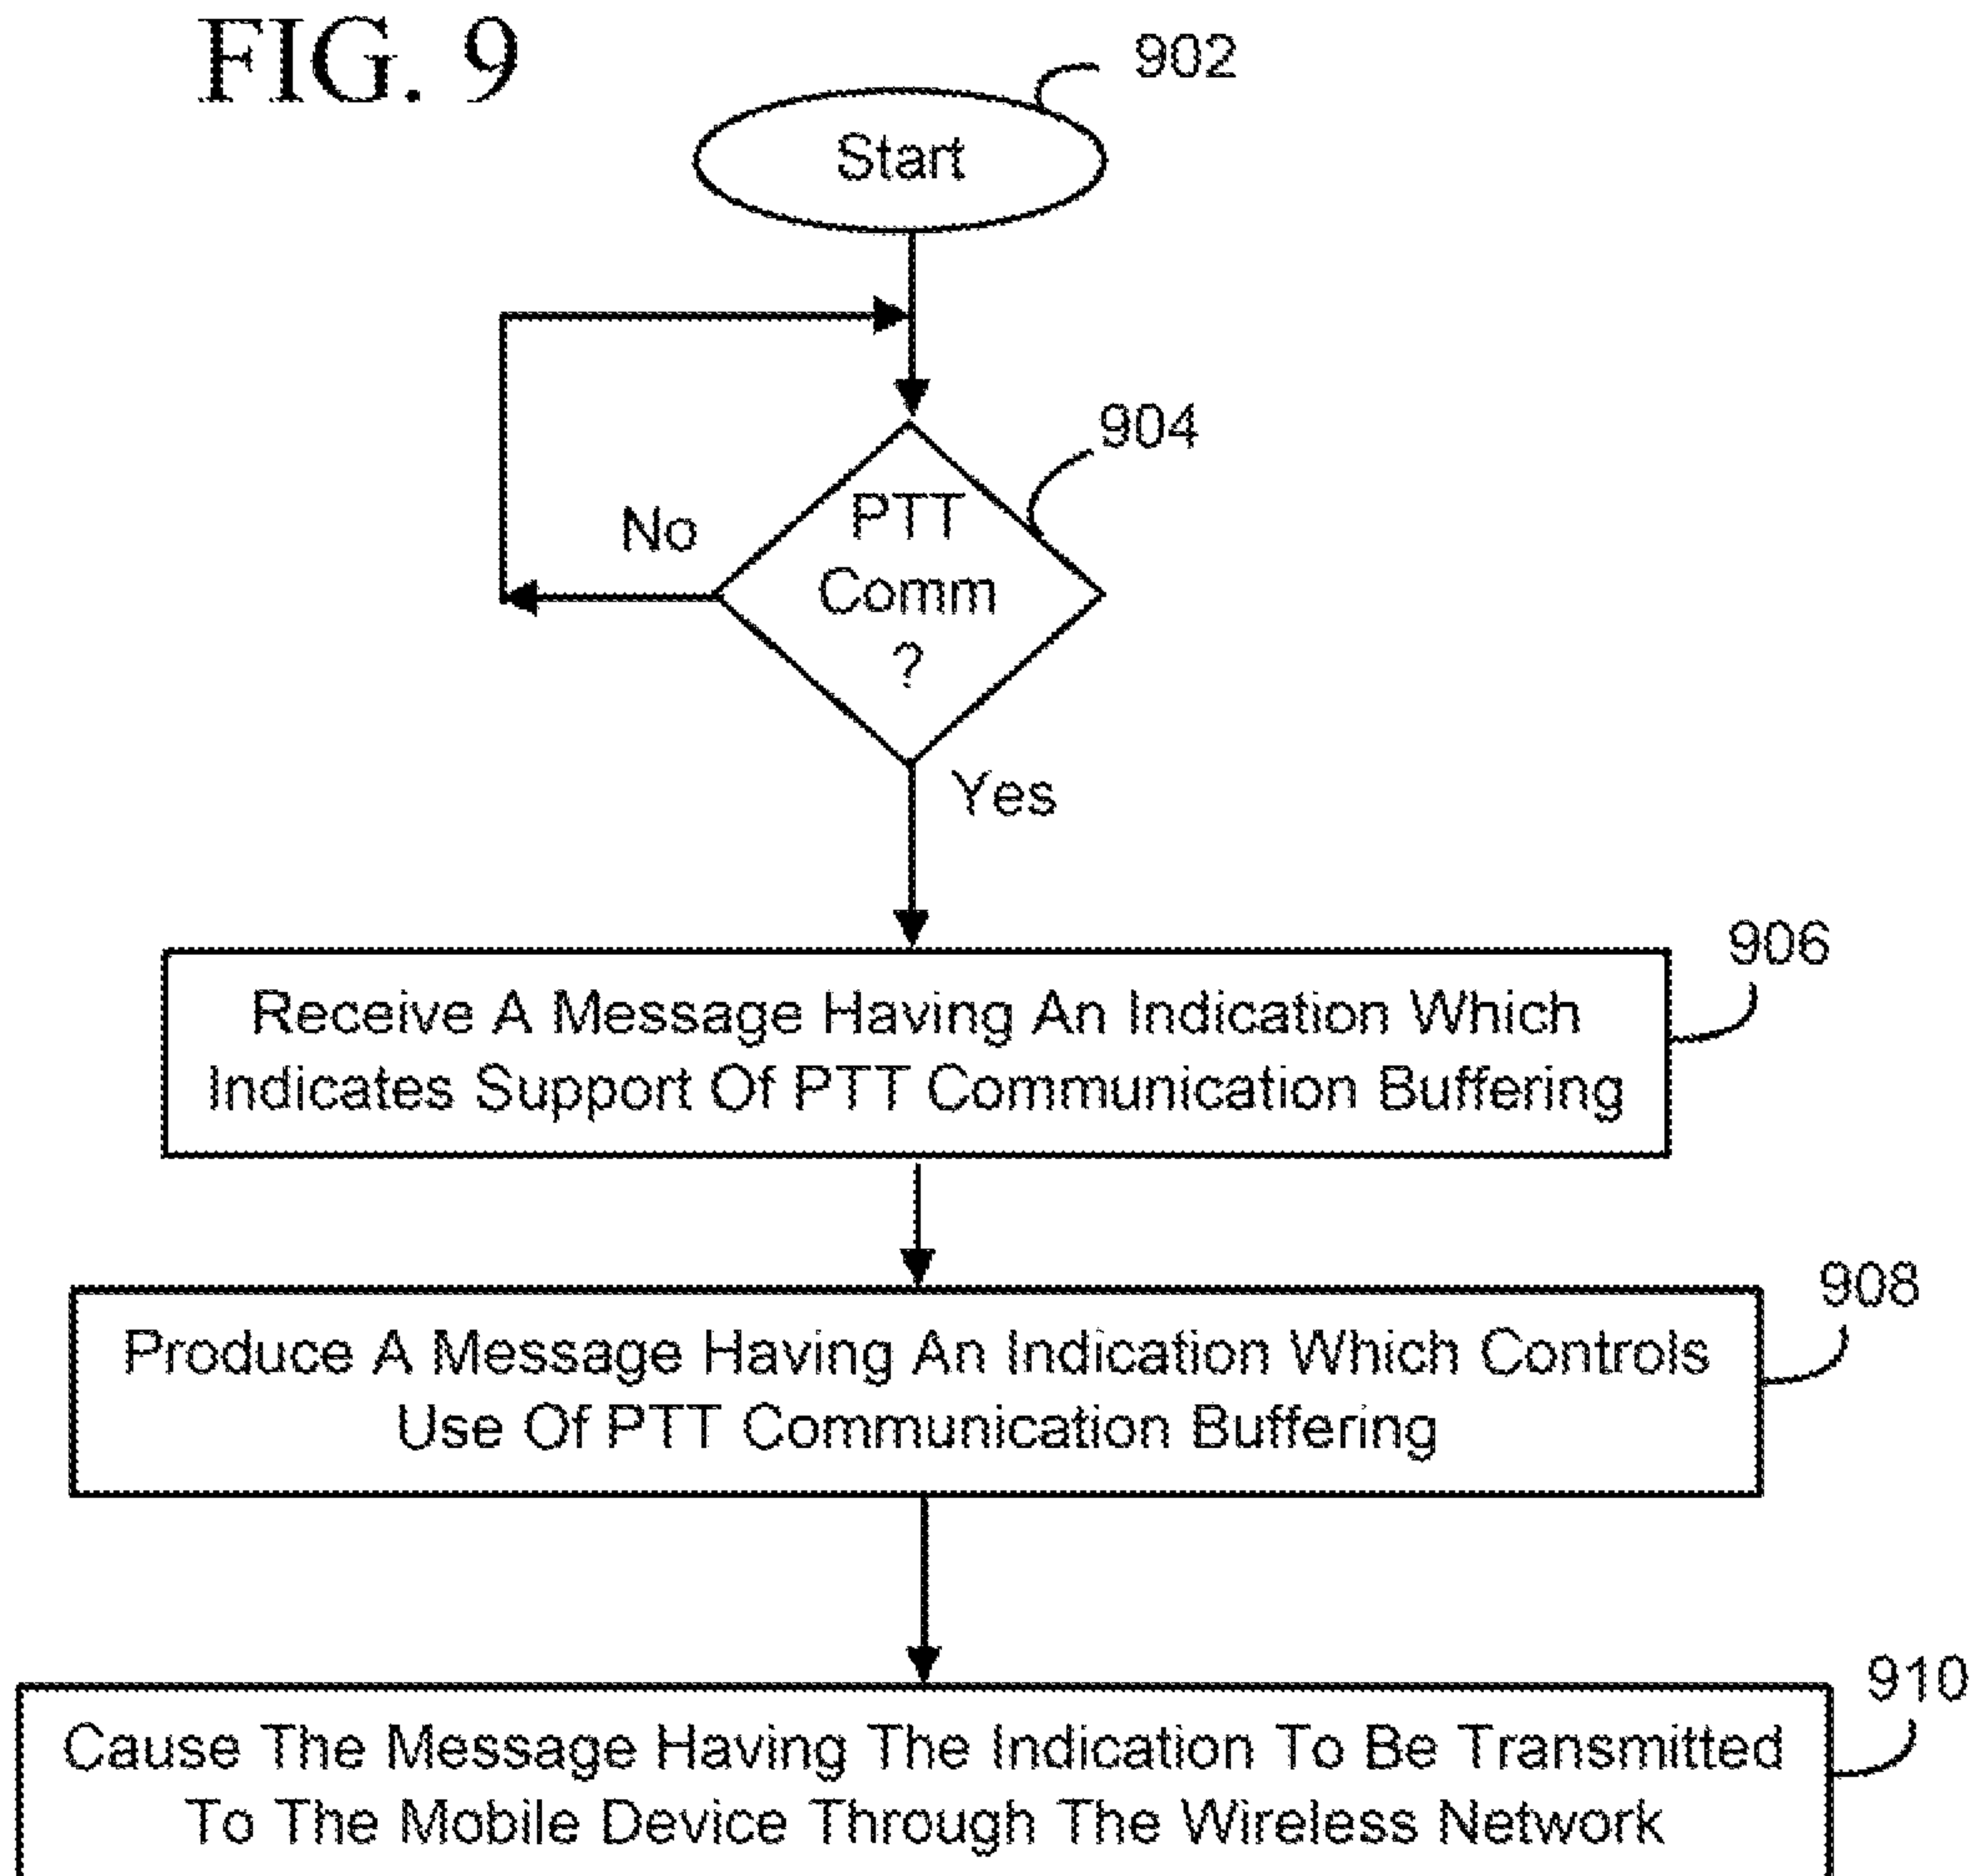 FIG. 9
902
Start
904
PTT
Comm
?
No
Yes
906
Receive A Message Having An Indication Which
Indicates Support Of PTT Communication Buffering
908
Produce A Message Having An Indication Which Controls
Use Of PTT Communication Buffering
910
Cause The Message Having The Indication To Be Transmitted
To The Mobile Device Through The Wireless Network